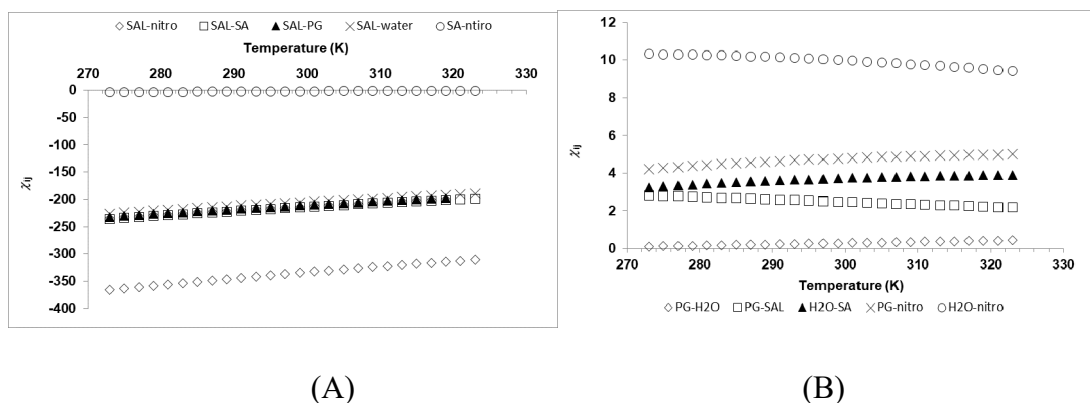 SAL-nitro SAL-SA SAL-PG SAL-water SA-ntiro
Temperature (K)
270 280 290 300 310 320 330
0
-50
-100
-150
-200
-250
-300
-350
-400
χij
(A)
12
10
8
6
4
2
0
χij
270 280 290 300 310 320 330
Temperature (K)
PG-H2O PG-SAL H2O-SA PG-nitro H2O-nitro
(B)